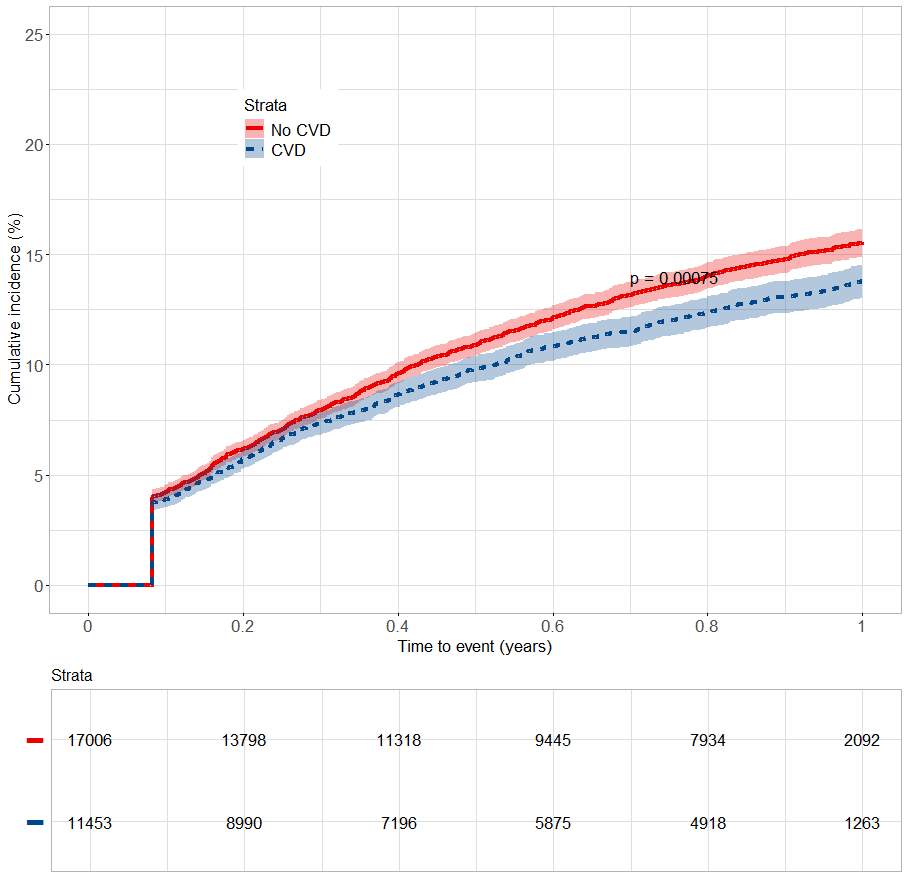 25
20
15
10
5
0
Cumulative incidence (%)
Strata
No CVD
CVD
p = 0.00075
0 0.2 0.4 0.6 0.8 1
Time to event (years)
Strata
17006 13798 11318 9445 7934 2092
11453 8990 7196 5875 4918 1263